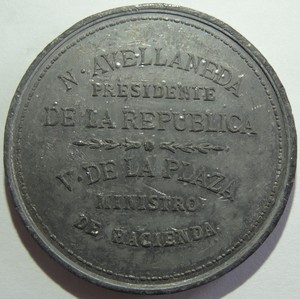 N. AVELLANEDA
PRESIDENTE
DE LA REPUBLICA
V. DE LA PLAZA
MINISTRO
DE HACIENDA